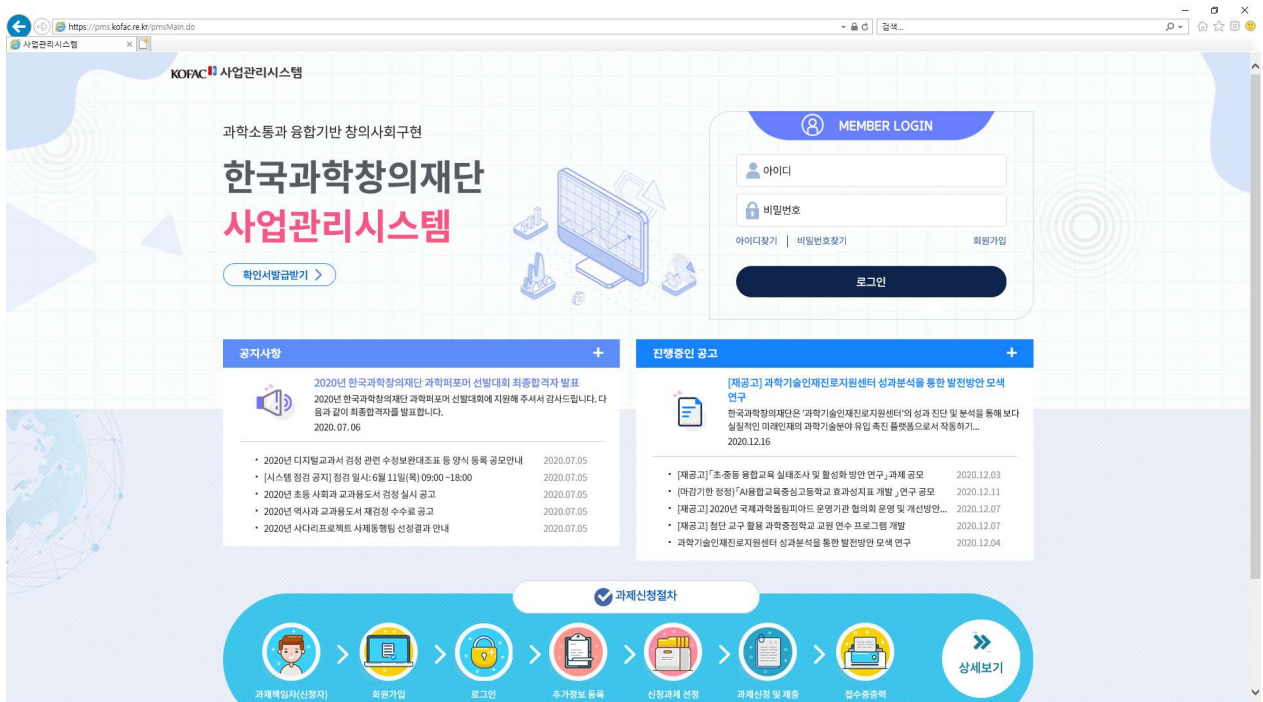 https://pms.kofac.re.kr/pmsMain.do
검색...
사업관리시스템
KOFAC 사업관리시스템
과학소통과 융합기반 창의사회구현
한국과학창의재단
사업관리시스템
확인서발급받기
MEMBER LOGIN
아이디
비밀번호
아이디찾기 | 비밀번호찾기 회원가입
로그인
공지사항 +
2020년 한국과학창의재단 과학퍼포머 선발대회 최종합격자 발표
2020년 한국과학창의재단 과학퍼포머 선발대회에 지원해 주셔서 감사드립니다. 다
음과 같이 최종합격자를 발표합니다.
2020. 07. 06
· 2020년 디지털교과서 검정 관련 수정보완대조표 등 양식 등록 공모안내 2020.07.05
· [시스템 점검 공지] 점검 일시: 6월 11일(목) 09:00 ~18:00 2020.07.05
· 2020년 초등 사회과 교과용도서 검정 실시 공고 2020.07.05
· 2020년 역사과 교과용도서 재검정 수수료 공고 2020.07.05
· 2020년 사다리프로젝트 사제동행팀 선정결과 안내 2020.07.05
진행중인 공고 +
[재공고] 과학기술인재진로지원센터 성과분석을 통한 발전방안 모색
연구
한국과학창의재단은 '과학기술인재진로지원센터'의 성과 진단 및 분석을 통해 보다
실질적인 미래인재의 과학기술분야 유입 촉진 플랫폼으로서 작동하기...
2020.12.16
· [재공고]「초·중등 융합교육 실태조사 및 활성화 방안 연구」과제 공모 2020.12.03
· (마감기한 정정)「AI융합교육중심고등학교 효과성지표 개발 」연구 공모 2020.12.11
· [재공고] 2020년 국제과학올림피아드 운영기관 협의회 운영 및 개선방안... 2020.12.07
· [재공고] 첨단 교구 활용 과학중점학교 교원 연수 프로그램 개발 2020.12.07
· 과학기술인재진로지원센터 성과분석을 통한 발전방안 모색 연구 2020.12.04
과제신청절차
과제책임자(신청자) 회원가입 로그인 추가정보 등록 신청과제 선정 과제신청 및 제출 접수증출력
상세보기